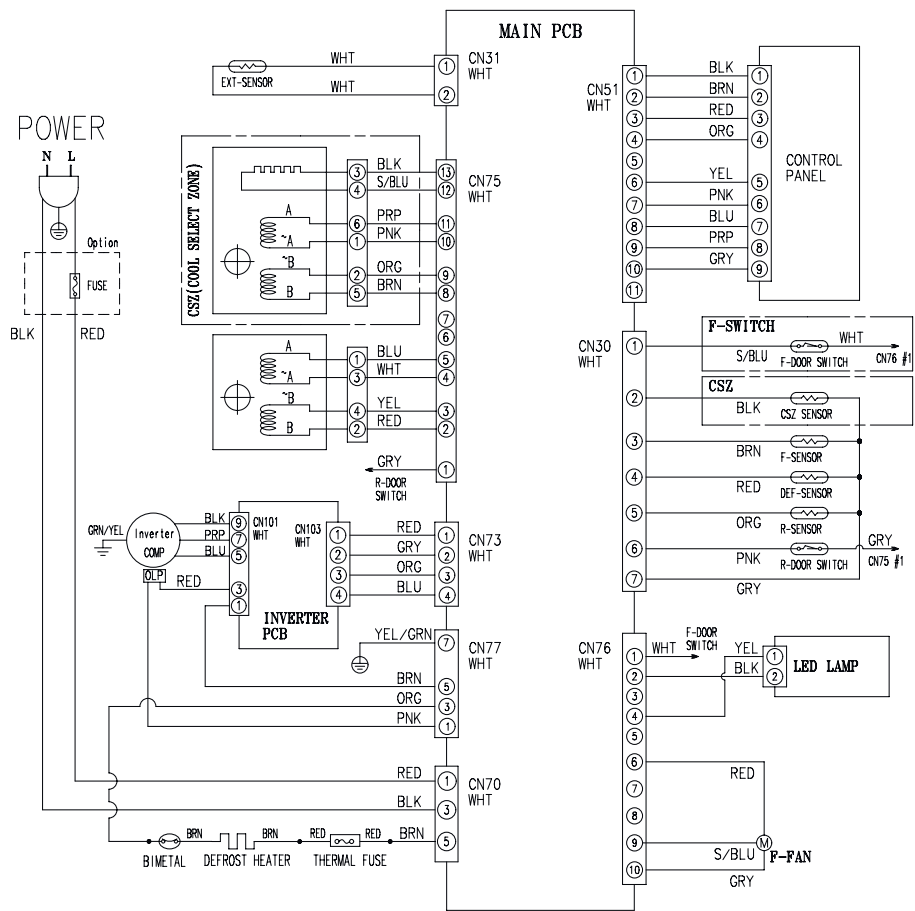 MAIN PCB
CN31
WHT
1
2
WHT
WHT
EXT-SENSOR
POWER
N L
Option
FUSE
BLK
RED
CSZ(COOL SELECT ZONE)
A
~A
~B
B
3
4
6
1
2
5
BLK
S/BLU
PRP
PNK
ORG
BRN
CN75
WHT
13
12
11
10
9
8
7
6
5
4
3
2
1
A
~A
~B
B
1
3
4
2
BLU
WHT
YEL
RED
GRY
R-DOOR
SWITCH
GRN/YEL
Inverter
COMP
OLP
BLK
PRP
BLU
RED
9
7
5
3
1
CN101
WHT
CN103
WHT
1
2
3
4
INVERTER
PCB
RED
GRY
ORG
BLU
1
2
3
4
CN73
WHT
YEL/GRN
BRN
ORG
PNK
7
5
3
1
CN77
WHT
RED
BLK
BRN
1
3
5
CN70
WHT
BRN
BRN
RED
RED
BIMETAL
DEFROST HEATER
THERMAL FUSE
CN51
WHT
1
2
3
4
5
6
7
8
9
10
11
BLK
BRN
RED
ORG
YEL
PNK
BLU
PRP
GRY
1
2
3
4
5
6
7
8
9
CONTROL
PANEL
CN30
WHT
1
2
3
4
5
6
7
F-SWITCH
WHT
S/BLU
F-DOOR SWITCH
CN76 #1
CSZ
BLK
CSZ SENSOR
BRN
F-SENSOR
RED
DEF-SENSOR
ORG
R-SENSOR
GRY
PNK
R-DOOR SWITCH
CN75 #1
GRY
CN76
WHT
1
2
3
4
5
6
7
8
9
10
WHT
F-DOOR
SWITCH
YEL
BLK
1
2
LED LAMP
RED
S/BLU
M
F-FAN
GRY